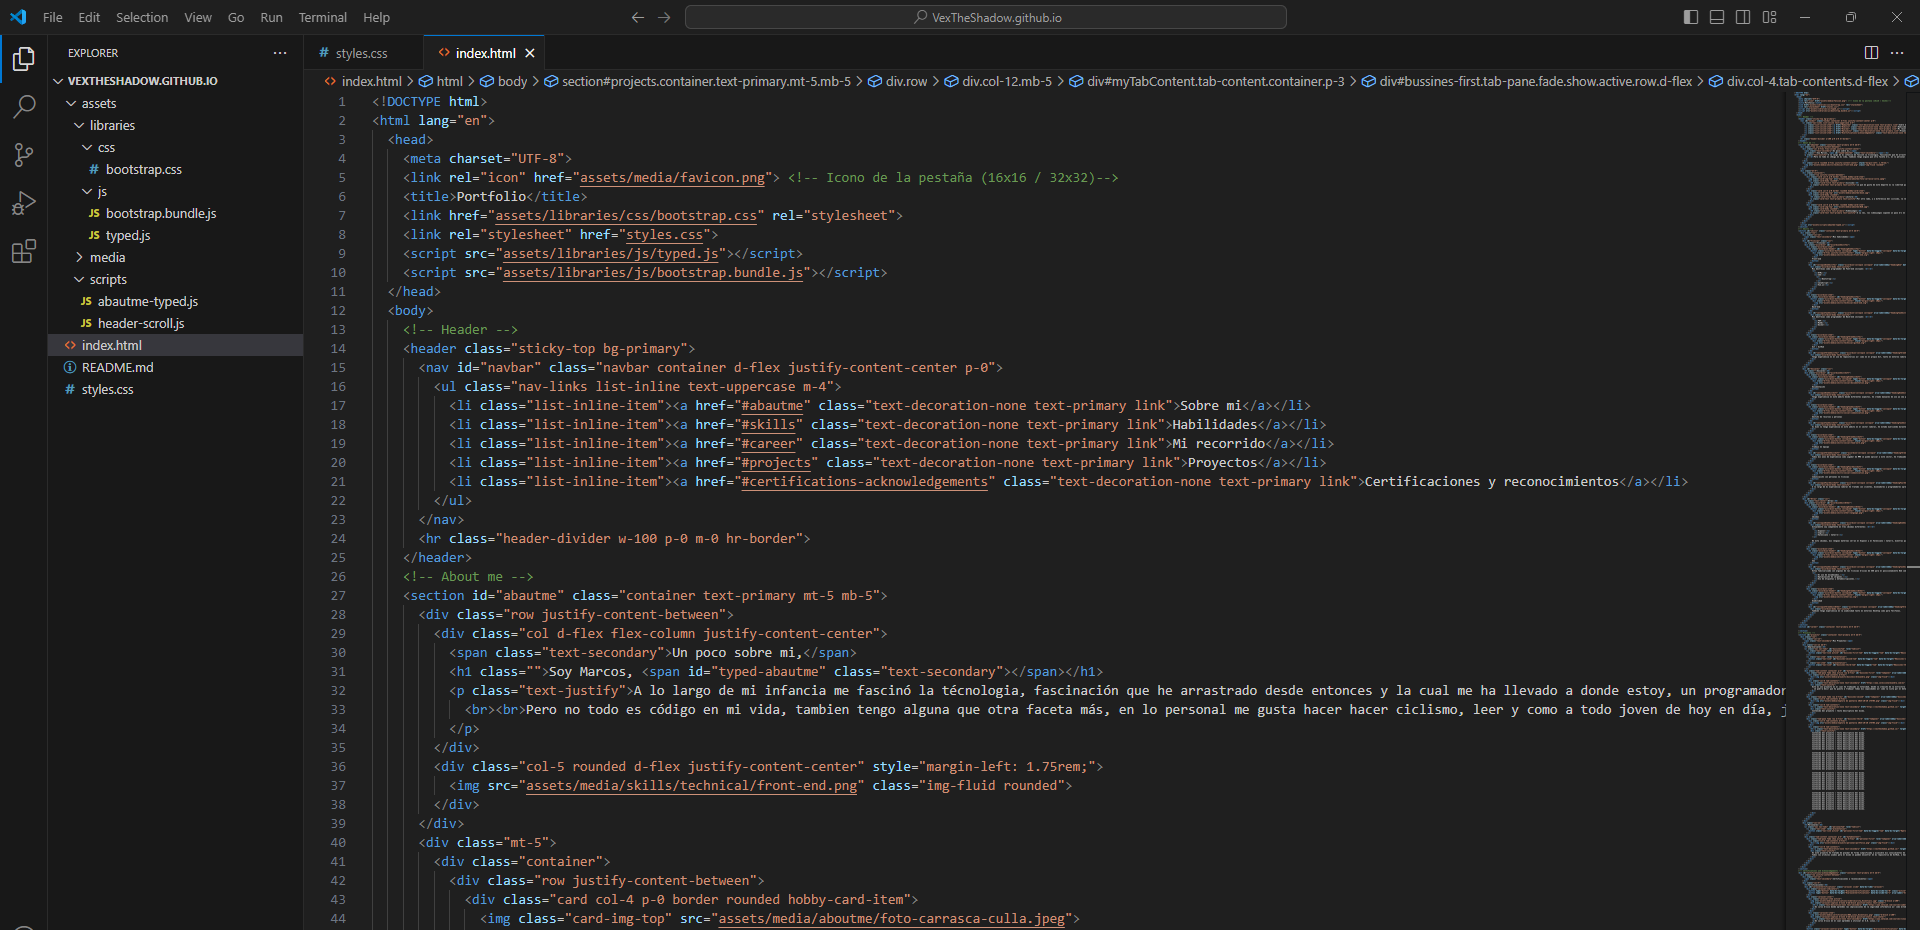 File Edit Selection View Go Run Terminal Help
VexTheShadow.github.io
EXPLORER
VEXTHESHADOW.GITHUB.IO
assets
libraries
css
bootstrap.css
js
bootstrap.bundle.js
typed.js
media
scripts
abautme-typed.js
header-scroll.js
index.html
README.md
styles.css
styles.css index.html
index.html > html > body > section#projects.container.text-primary.mt-5.mb-5 > div.row > div.col-12.mb-5 > div#myTabContent.tab-content.container.p-3 > div#bussines-first.tab-pane.fade.show.active.row.d-flex > div.col-4.tab-contents.d-flex >
1 <!DOCTYPE html>
2 <html lang="en">
3 <head>
4 <meta charset="UTF-8">
5 <link rel="icon" href="assets/media/favicon.png"> <!-- Icono de la pestaña (16x16 / 32x32)-->
6 <title>Portfolio</title>
7 <link href="assets/libraries/css/bootstrap.css" rel="stylesheet">
8 <link rel="stylesheet" href="styles.css">
9 <script src="assets/libraries/js/typed.js"></script>
10 <script src="assets/libraries/js/bootstrap.bundle.js"></script>
11 </head>
12 <body>
13 <!-- Header -->
14 <header class="sticky-top bg-primary">
15 <nav id="navbar" class="navbar container d-flex justify-content-center p-0">
16 <ul class="nav-links list-inline text-uppercase m-4">
17 <li class="list-inline-item"><a href="#abautme" class="text-decoration-none text-primary link">Sobre mi</a></li>
18 <li class="list-inline-item"><a href="#skills" class="text-decoration-none text-primary link">Habilidades</a></li>
19 <li class="list-inline-item"><a href="#career" class="text-decoration-none text-primary link">Mi recorrido</a></li>
20 <li class="list-inline-item"><a href="#projects" class="text-decoration-none text-primary link">Proyectos</a></li>
21 <li class="list-inline-item"><a href="#certifications-acknowledgements" class="text-decoration-none text-primary link">Certificaciones y reconocimientos</a></li>
22 </ul>
23 </nav>
24 <hr class="header-divider w-100 p-0 m-0 hr-border">
25 </header>
26 <!-- About me -->
27 <section id="abautme" class="container text-primary mt-5 mb-5">
28 <div class="row justify-content-between">
29 <div class="col d-flex flex-column justify-content-center">
30 <span class="text-secondary">Un poco sobre mi,</span>
31 <h1 class="">Soy Marcos, <span id="typed-abautme" class="text-secondary"></span></h1>
32 <p class="text-justify">A lo largo de mi infancia me fascinó la técnologia, fascinación que he arrastrado desde entonces y la cual me ha llevado a donde estoy, un programador
33 <br><br>Pero no todo es código en mi vida, tambien tengo alguna que otra faceta más, en lo personal me gusta hacer hacer ciclismo, leer y como a todo joven de hoy en día, j
34 </p>
35 </div>
36 <div class="col-5 rounded d-flex justify-content-center" style="margin-left: 1.75rem;">
37 <img src="assets/media/skills/technical/front-end.png" class="img-fluid rounded">
38 </div>
39 </div>
40 <div class="mt-5">
41 <div class="container">
42 <div class="row justify-content-between">
43 <div class="card col-4 p-0 border rounded hobby-card-item">
44 <img class="card-img-top" src="assets/media/aboutme/foto-carrasca-culla.jpeg">